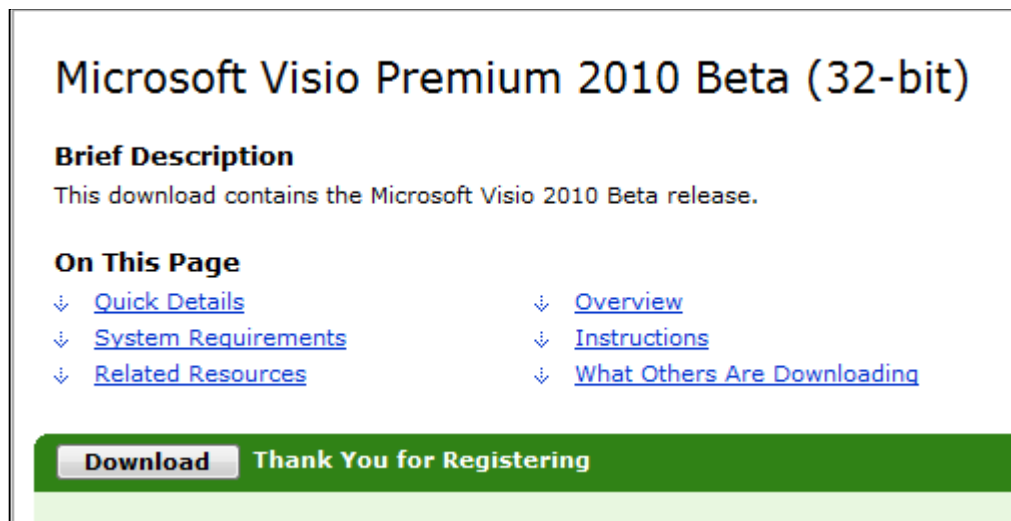 Microsoft Visio Premium 2010 Beta (32-bit)
Brief Description
This download contains the Microsoft Visio 2010 Beta release.
On This Page
Quick Details
Overview
System Requirements
Instructions
Related Resources
What Others Are Downloading
Download Thank You for Registering